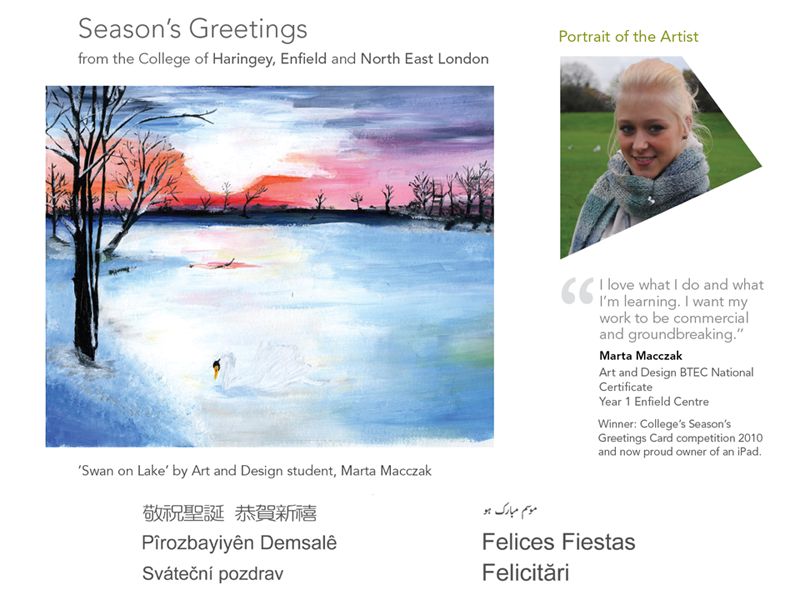 Season's Greetings
from the College of Haringey, Enfield and North East London
Portrait of the Artist
“I love what I do and what
I'm learning. I want my
work to be commercial
and groundbreaking.”
Marta Macczak
Art and Design BTEC National
Certificate
Year 1 Enfield Centre
Winner: College's Season's
Greetings Card competition 2010
and now proud owner of an iPad.
‘Swan on Lake’ by Art and Design student, Marta Macczak
敬祝聖誕 恭賀新禧
Pîrozbayiyên Demsalê
Sváteční pozdrav
موسم مبارک ہو
Felices Fiestas
Felicitări